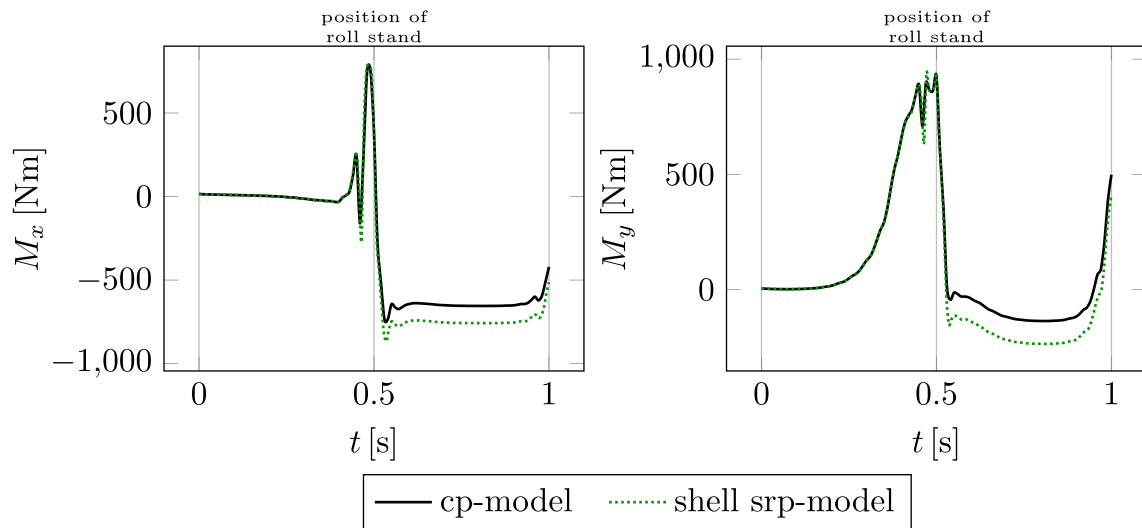 position of
roll stand
500
0
−500
−1,000
0
0.5
1
M_x [Nm]
t [s]
position of
roll stand
1,000
500
0
0
0.5
1
M_y [Nm]
t [s]
cp-model
shell srp-model